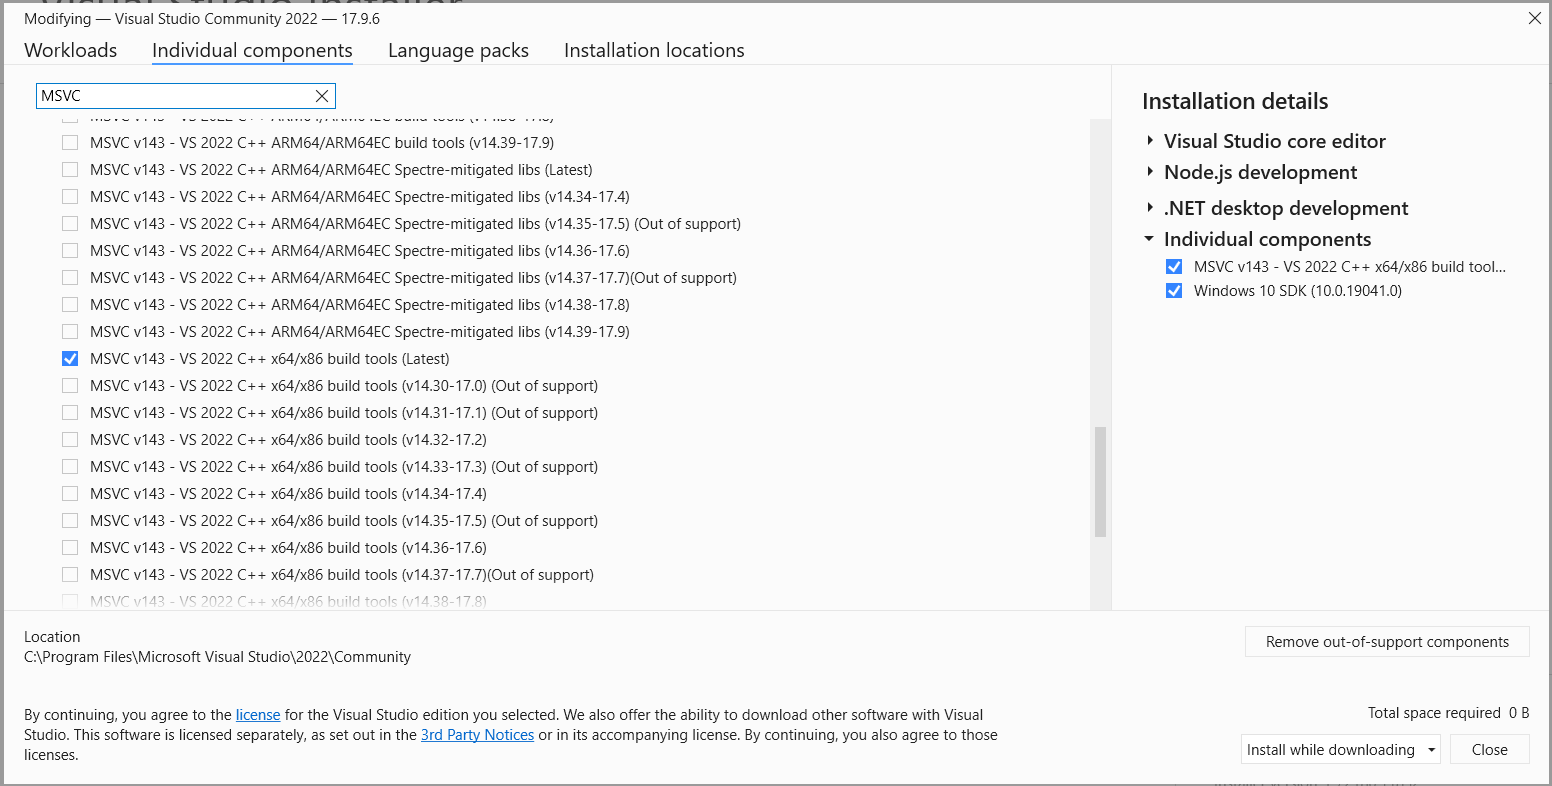 Modifying — Visual Studio Community 2022 — 17.9.6
Workloads
Individual components
Language packs
Installation locations
MSVC
MSVC v143 - VS 2022 C++ ARM64/ARM64EC build tools (v14.39-17.9)
MSVC v143 - VS 2022 C++ ARM64/ARM64EC Spectre-mitigated libs (Latest)
MSVC v143 - VS 2022 C++ ARM64/ARM64EC Spectre-mitigated libs (v14.34-17.4)
MSVC v143 - VS 2022 C++ ARM64/ARM64EC Spectre-mitigated libs (v14.35-17.5) (Out of support)
MSVC v143 - VS 2022 C++ ARM64/ARM64EC Spectre-mitigated libs (v14.36-17.6)
MSVC v143 - VS 2022 C++ ARM64/ARM64EC Spectre-mitigated libs (v14.37-17.7)(Out of support)
MSVC v143 - VS 2022 C++ ARM64/ARM64EC Spectre-mitigated libs (v14.38-17.8)
MSVC v143 - VS 2022 C++ ARM64/ARM64EC Spectre-mitigated libs (v14.39-17.9)
MSVC v143 - VS 2022 C++ x64/x86 build tools (Latest)
MSVC v143 - VS 2022 C++ x64/x86 build tools (v14.30-17.0) (Out of support)
MSVC v143 - VS 2022 C++ x64/x86 build tools (v14.31-17.1) (Out of support)
MSVC v143 - VS 2022 C++ x64/x86 build tools (v14.32-17.2)
MSVC v143 - VS 2022 C++ x64/x86 build tools (v14.33-17.3) (Out of support)
MSVC v143 - VS 2022 C++ x64/x86 build tools (v14.34-17.4)
MSVC v143 - VS 2022 C++ x64/x86 build tools (v14.35-17.5) (Out of support)
MSVC v143 - VS 2022 C++ x64/x86 build tools (v14.36-17.6)
MSVC v143 - VS 2022 C++ x64/x86 build tools (v14.37-17.7)(Out of support)
MSVC v143 - VS 2022 C++ x64/x86 build tools (v14.38-17.8)
Installation details
Visual Studio core editor
Node.js development
.NET desktop development
Individual components
MSVC v143 - VS 2022 C++ x64/x86 build tool...
Windows 10 SDK (10.0.19041.0)
Location
C:\Program Files\Microsoft Visual Studio\2022\Community
Remove out-of-support components
By continuing, you agree to the license for the Visual Studio edition you selected. We also offer the ability to download other software with Visual
Studio. This software is licensed separately, as set out in the 3rd Party Notices or in its accompanying license. By continuing, you also agree to those
licenses.
Total space required 0 B
Install while downloading
Close